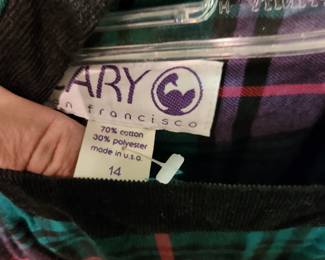 ARY
n francisco
70% cotton
30% polyester
made in u.s.a.
14